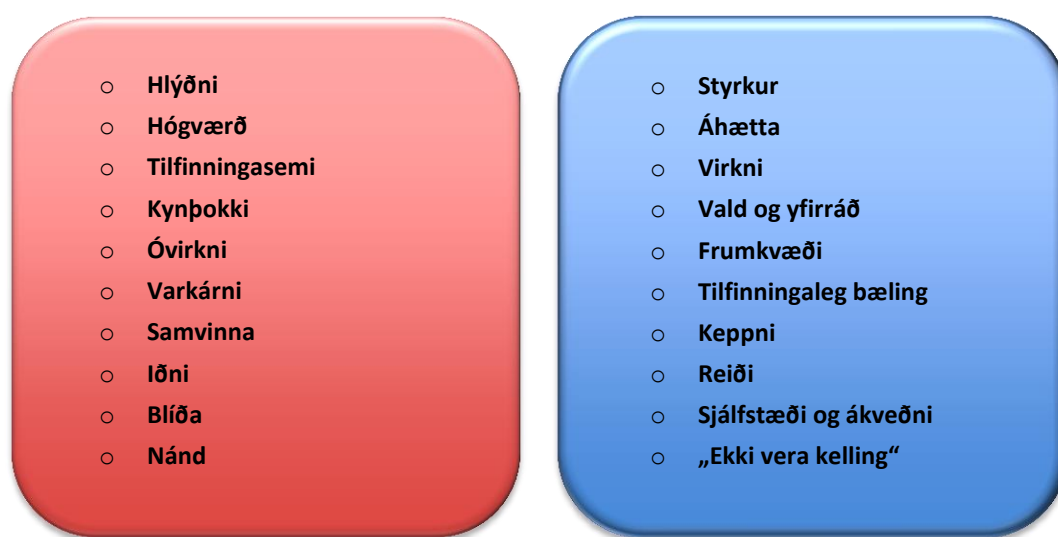 o Hlýðni
o Hógværð
o Tilfinningasemi
o Kynþokki
o Óvirkni
o Varkárni
o Samvinna
o Iðni
o Blíða
o Nánd
o Styrkur
o Áhætta
o Virkni
o Vald og yfirráð
o Frumkvæði
o Tilfinningaleg bæling
o Keppni
o Reiði
o Sjálfstæði og ákveðni
o „Ekki vera kelling“